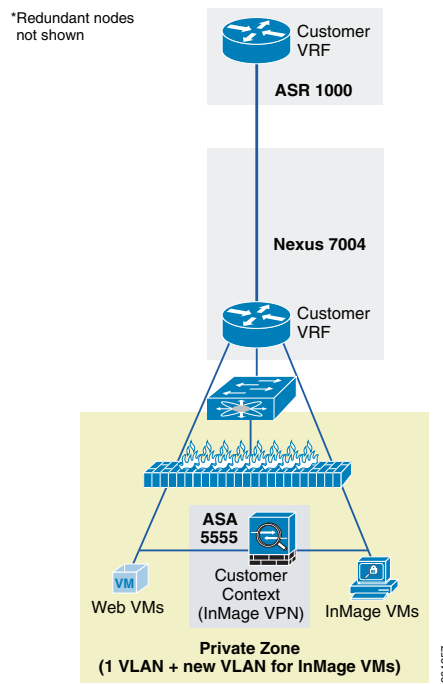 *Redundant nodes
not shown
Customer
VRF
ASR 1000
Nexus 7004
Customer
VRF
ASA
5555
VM
Web VMs
Customer
Context
(InMage VPN)
InMage VMs
Private Zone
(1 VLAN + new VLAN for InMage VMs)